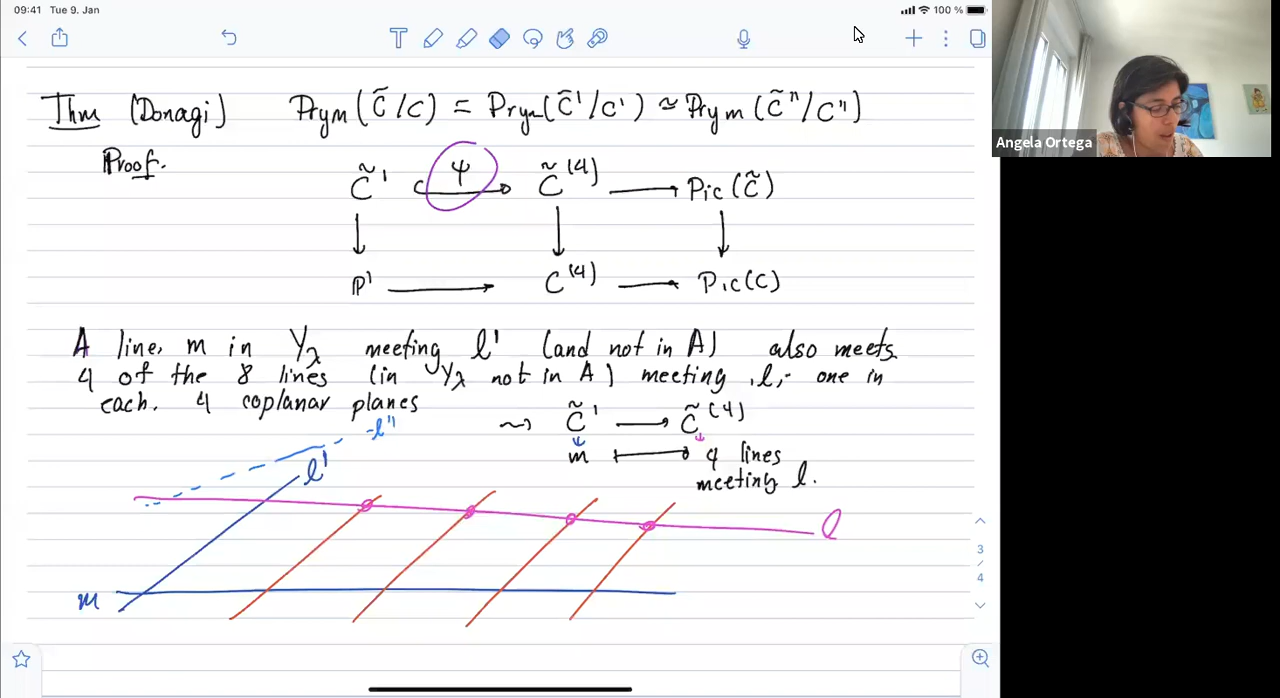 09:41 Tue 9. Jan
100 %
Thm (Donagi) Prym (C̃/C) = Prym (C̃'/C') ≃ Prym (C̃''/C'')
Angela Ortega
Proof.
C̃' ψ C̃⁽⁴⁾ → Pic (C̃)
P¹ → C⁽⁴⁾ → Pic(C)
A line, m in Yλ meeting l' (and not in A) also meets
4 of the 8 lines (in Yλ not in A) meeting l, one in
each. 4 coplanar planes
⇝ C̃' → C̃⁽⁴⁾
m ↦ 4 lines
meeting l.
l''
l'
l
m
3
/
4